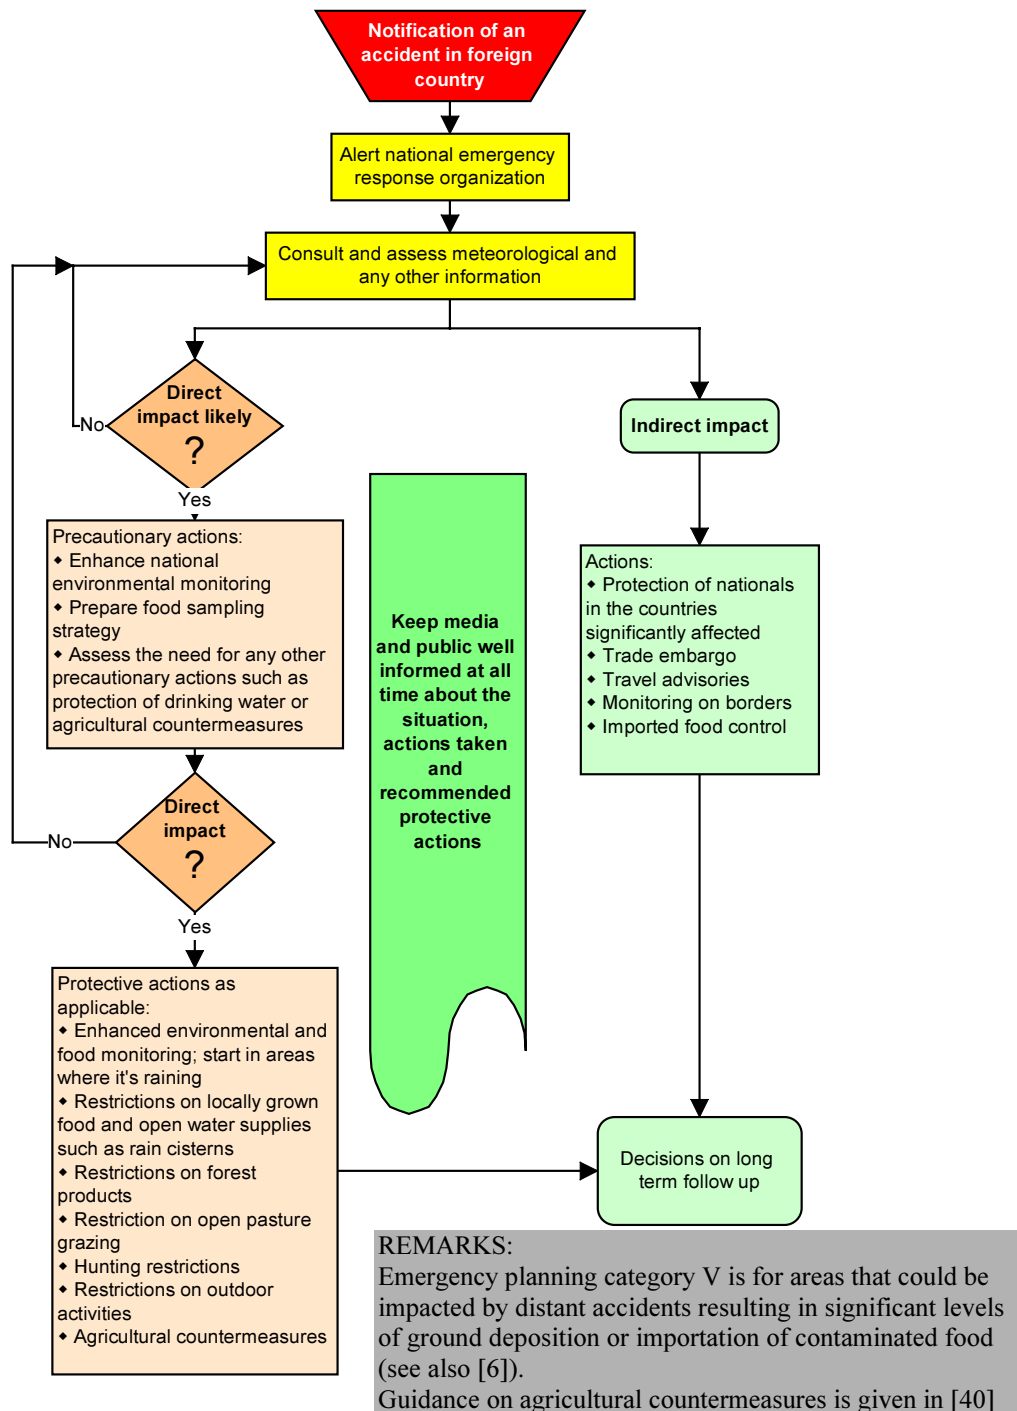 Notification of an
accident in foreign
country
Alert national emergency
response organization
Consult and assess meteorological and
any other information
Direct
impact likely
?
No
Yes
Indirect impact
Precautionary actions:
◆ Enhance national
environmental monitoring
◆ Prepare food sampling
strategy
◆ Assess the need for any other
precautionary actions such as
protection of drinking water or
agricultural countermeasures
Keep media
and public well
informed at all
time about the
situation,
actions taken
and
recommended
protective
actions
Actions:
◆ Protection of nationals
in the countries
significantly affected
◆ Trade embargo
◆ Travel advisories
◆ Monitoring on borders
◆ Imported food control
Direct
impact
?
No
Yes
Protective actions as
applicable:
◆ Enhanced environmental and
food monitoring; start in areas
where it's raining
◆ Restrictions on locally grown
food and open water supplies
such as rain cisterns
◆ Restrictions on forest
products
◆ Restriction on open pasture
grazing
◆ Hunting restrictions
◆ Restrictions on outdoor
activities
◆ Agricultural countermeasures
Decisions on long
term follow up
REMARKS:
Emergency planning category V is for areas that could be
impacted by distant accidents resulting in significant levels
of ground deposition or importation of contaminated food
(see also [6]).
Guidance on agricultural countermeasures is given in [40]